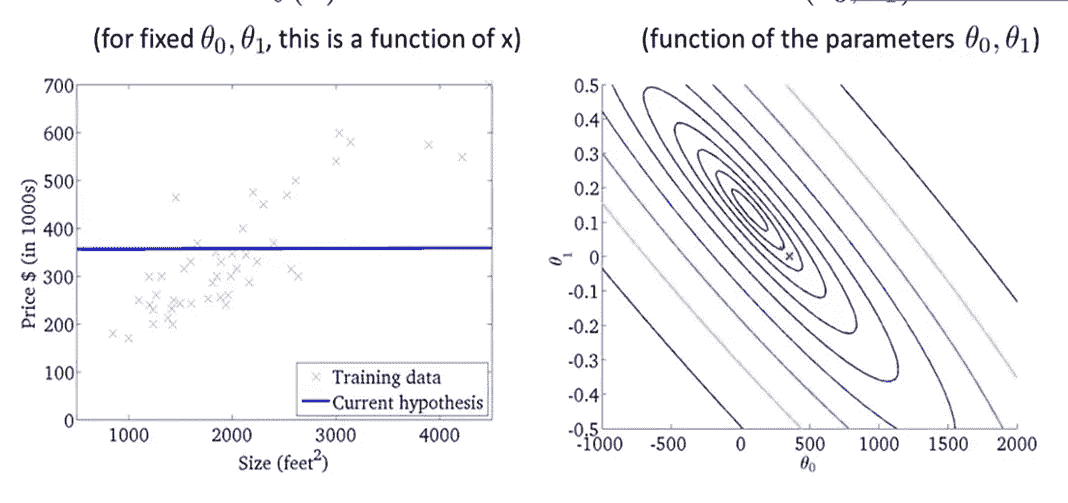 (for fixed θ₀, θ₁, this is a function of x)
(function of the parameters θ₀, θ₁)
700
600
500
400
300
200
100
0
Price $ (in 1000s)
1000 2000 3000 4000
Size (feet²)
Training data
Current hypothesis
0.5
0.4
0.3
0.2
0.1
0
-0.1
-0.2
-0.3
-0.4
-0.5
θ₁
-1000 -500 0 500 1000 1500 2000
θ₀